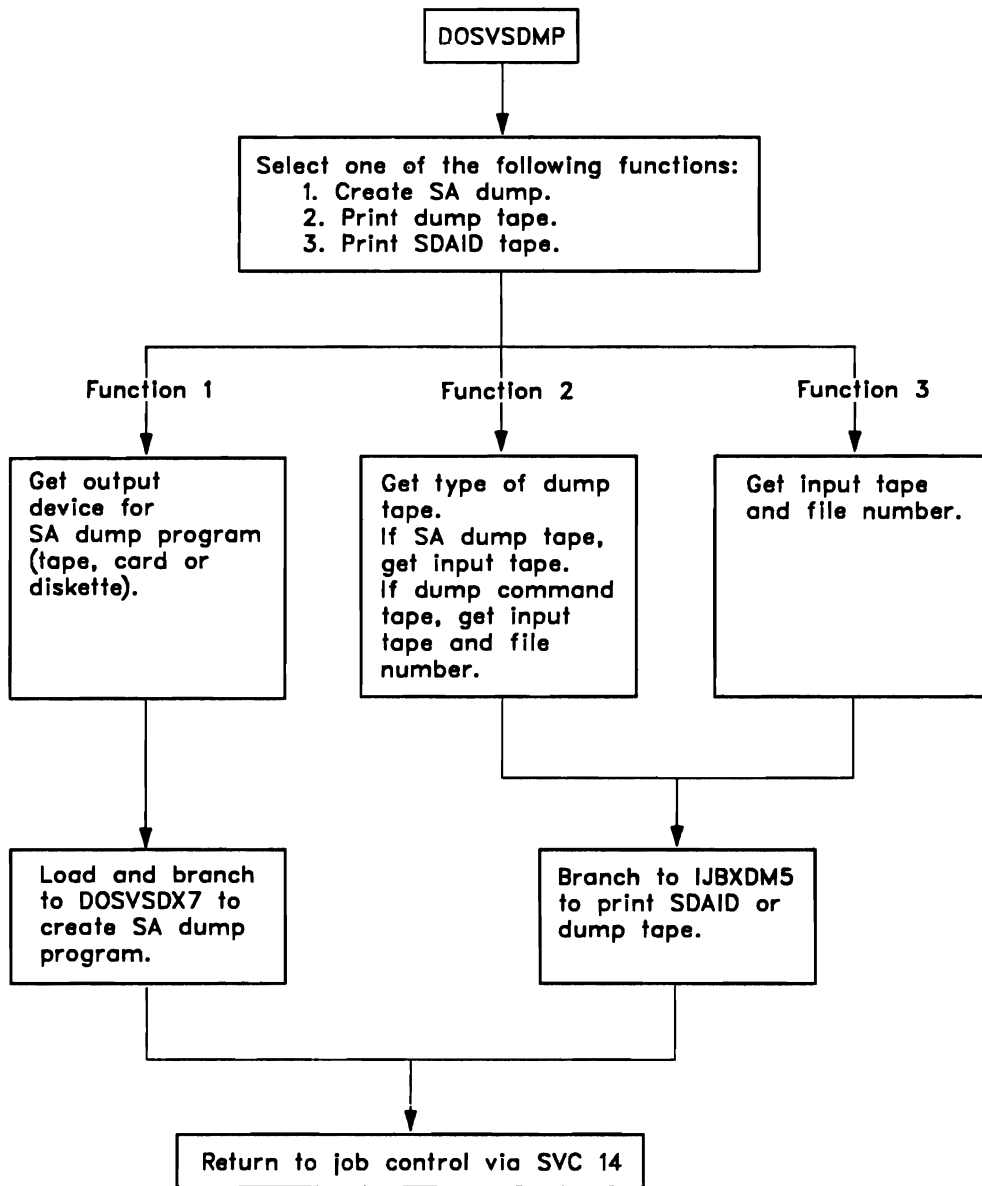 DOSVSDMP
Select one of the following functions:
1. Create SA dump.
2. Print dump tape.
3. Print SDAID tape.
Function 1
Function 2
Function 3
Get output
device for
SA dump program
(tape, card or
diskette).
Get type of dump
tape.
If SA dump tape,
get input tape.
If dump command
tape, get input
tape and file
number.
Get input tape
and file number.
Load and branch
to DOSVSDX7 to
create SA dump
program.
Branch to IJBXDM5
to print SDAID or
dump tape.
Return to job control via SVC 14